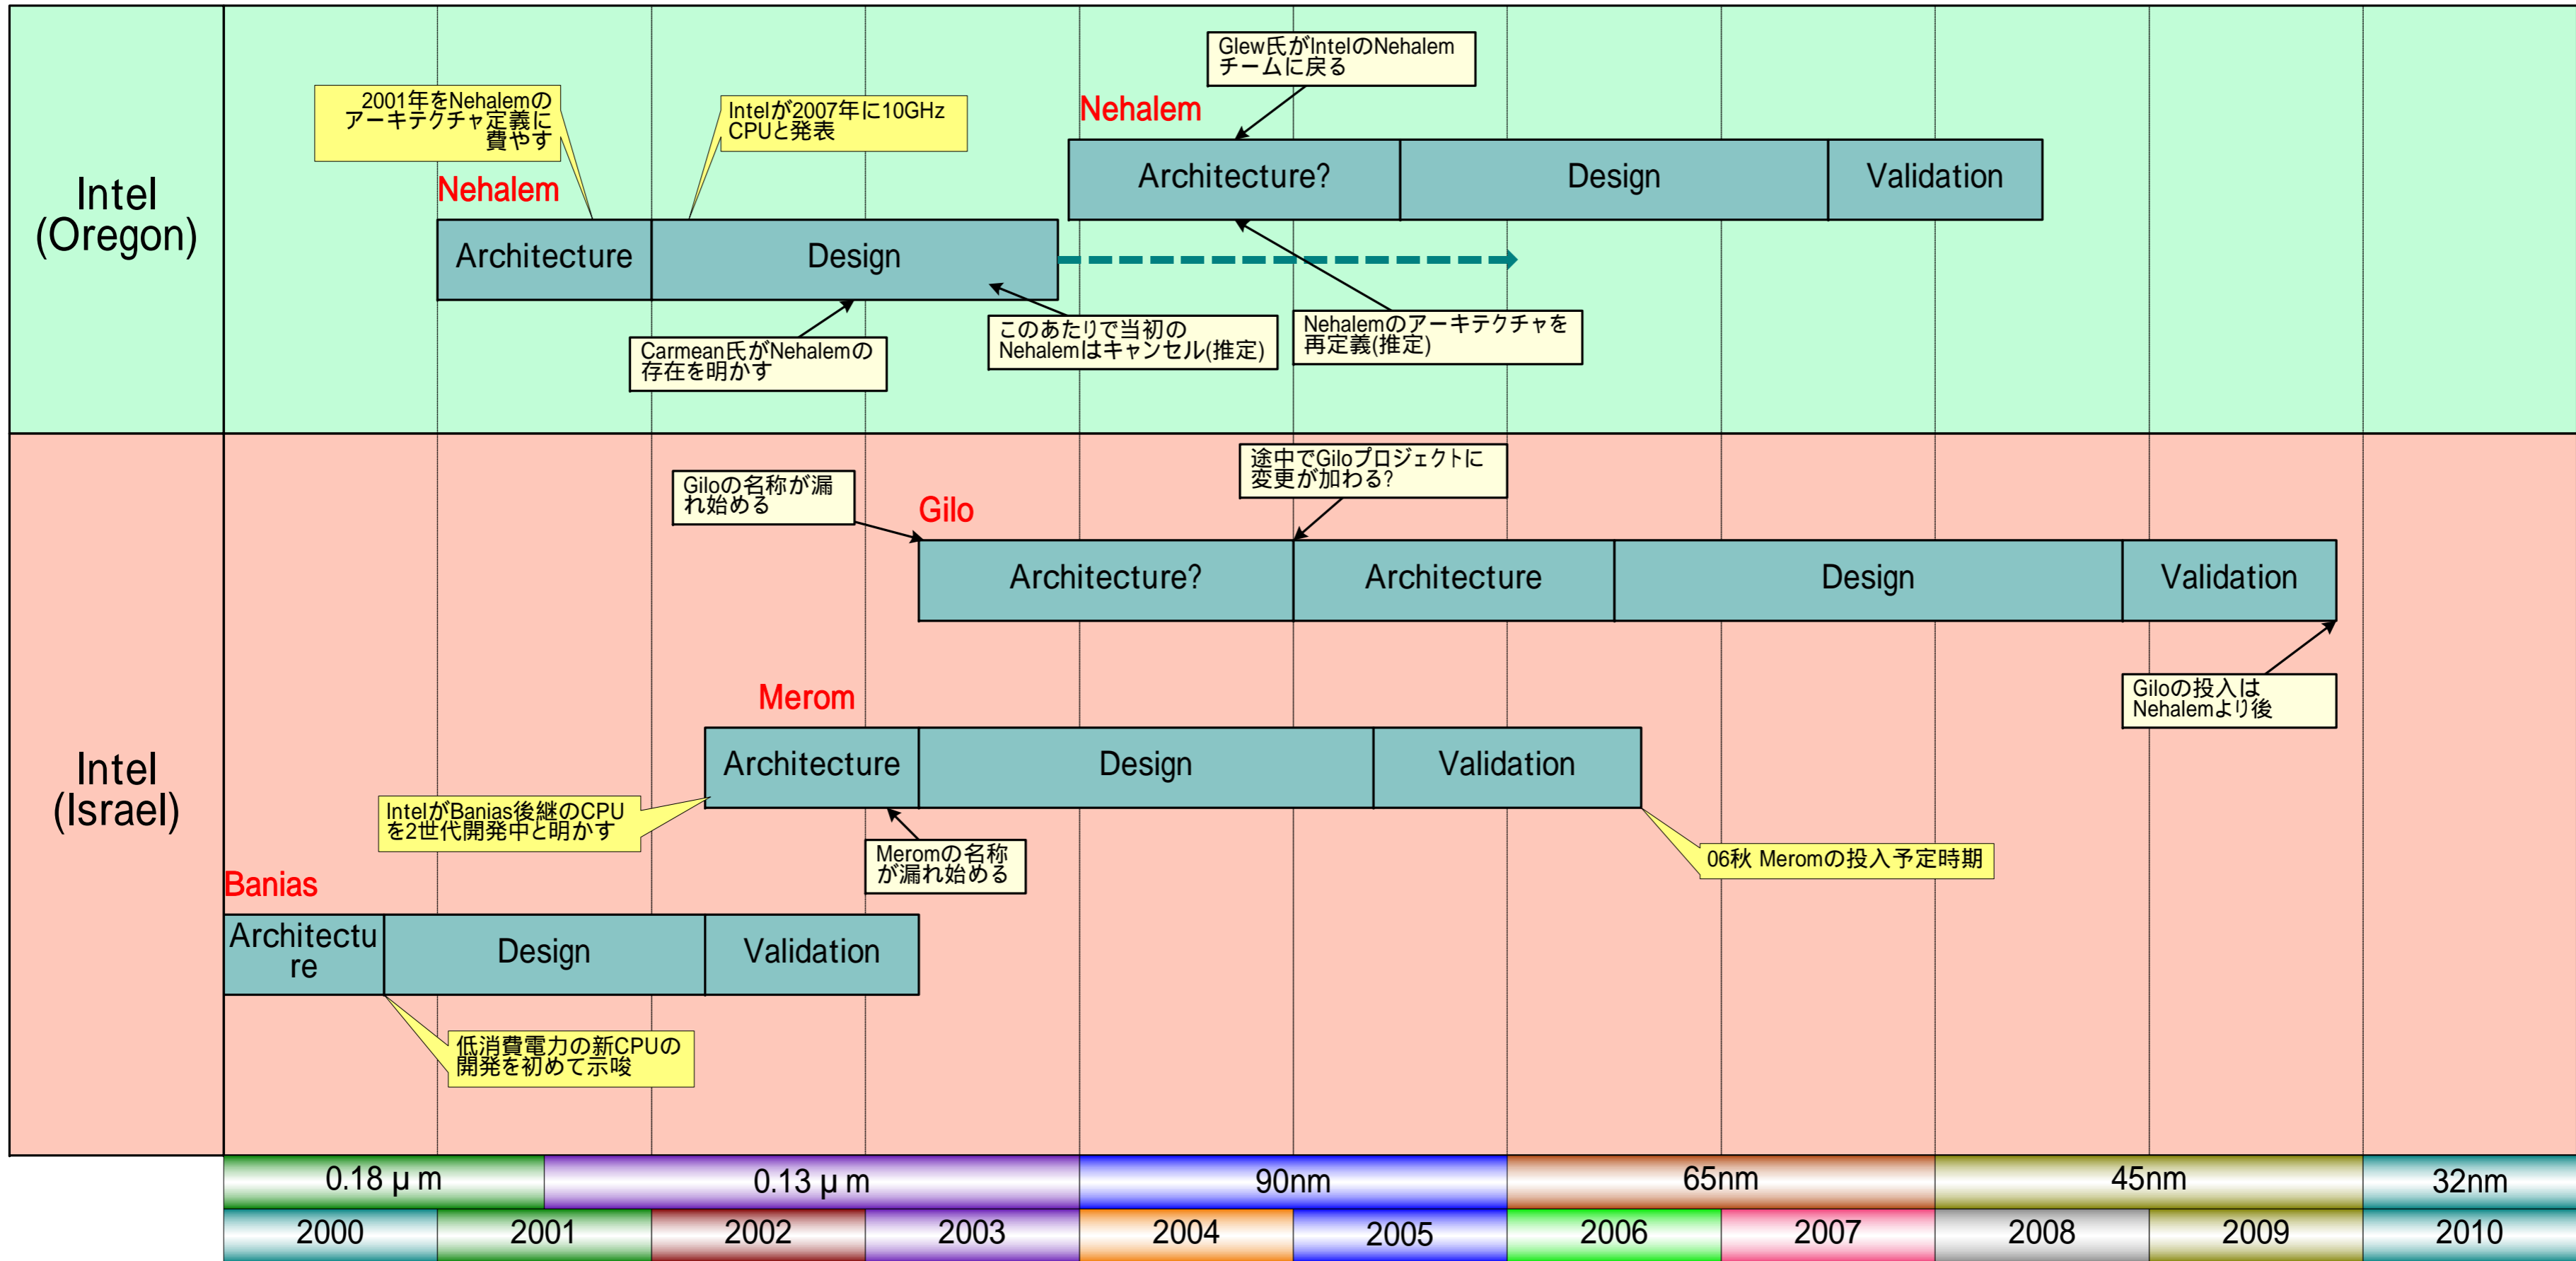 Intel
(Oregon)
Glew氏がIntelのNehalem
チームに戻る
2001年をNehalemの
アーキテクチャ定義に
費やす
Intelが2007年に10GHz
CPUと発表
Nehalem
Architecture?
Design
Validation
Nehalem
Architecture
Design
Carmean氏がNehalemの
存在を明かす
このあたりで当初の
Nehalemはキャンセル(推定)
Nehalemのアーキテクチャを
再定義(推定)
Intel
(Israel)
Giloの名称が漏
れ始める
途中でGiloプロジェクトに
変更が加わる?
Gilo
Architecture?
Architecture
Design
Validation
Giloの投入は
Nehalemより後
Merom
Architecture
Design
Validation
IntelがBanias後継のCPU
を2世代開発中と明かす
Meromの名称
が漏れ始める
06秋 Meromの投入予定時期
Banias
Architectu
re
Design
Validation
低消費電力の新CPUの
開発を初めて示唆
0.18 μ m
0.13 μ m
90nm
65nm
45nm
32nm
2000
2001
2002
2003
2004
2005
2006
2007
2008
2009
2010